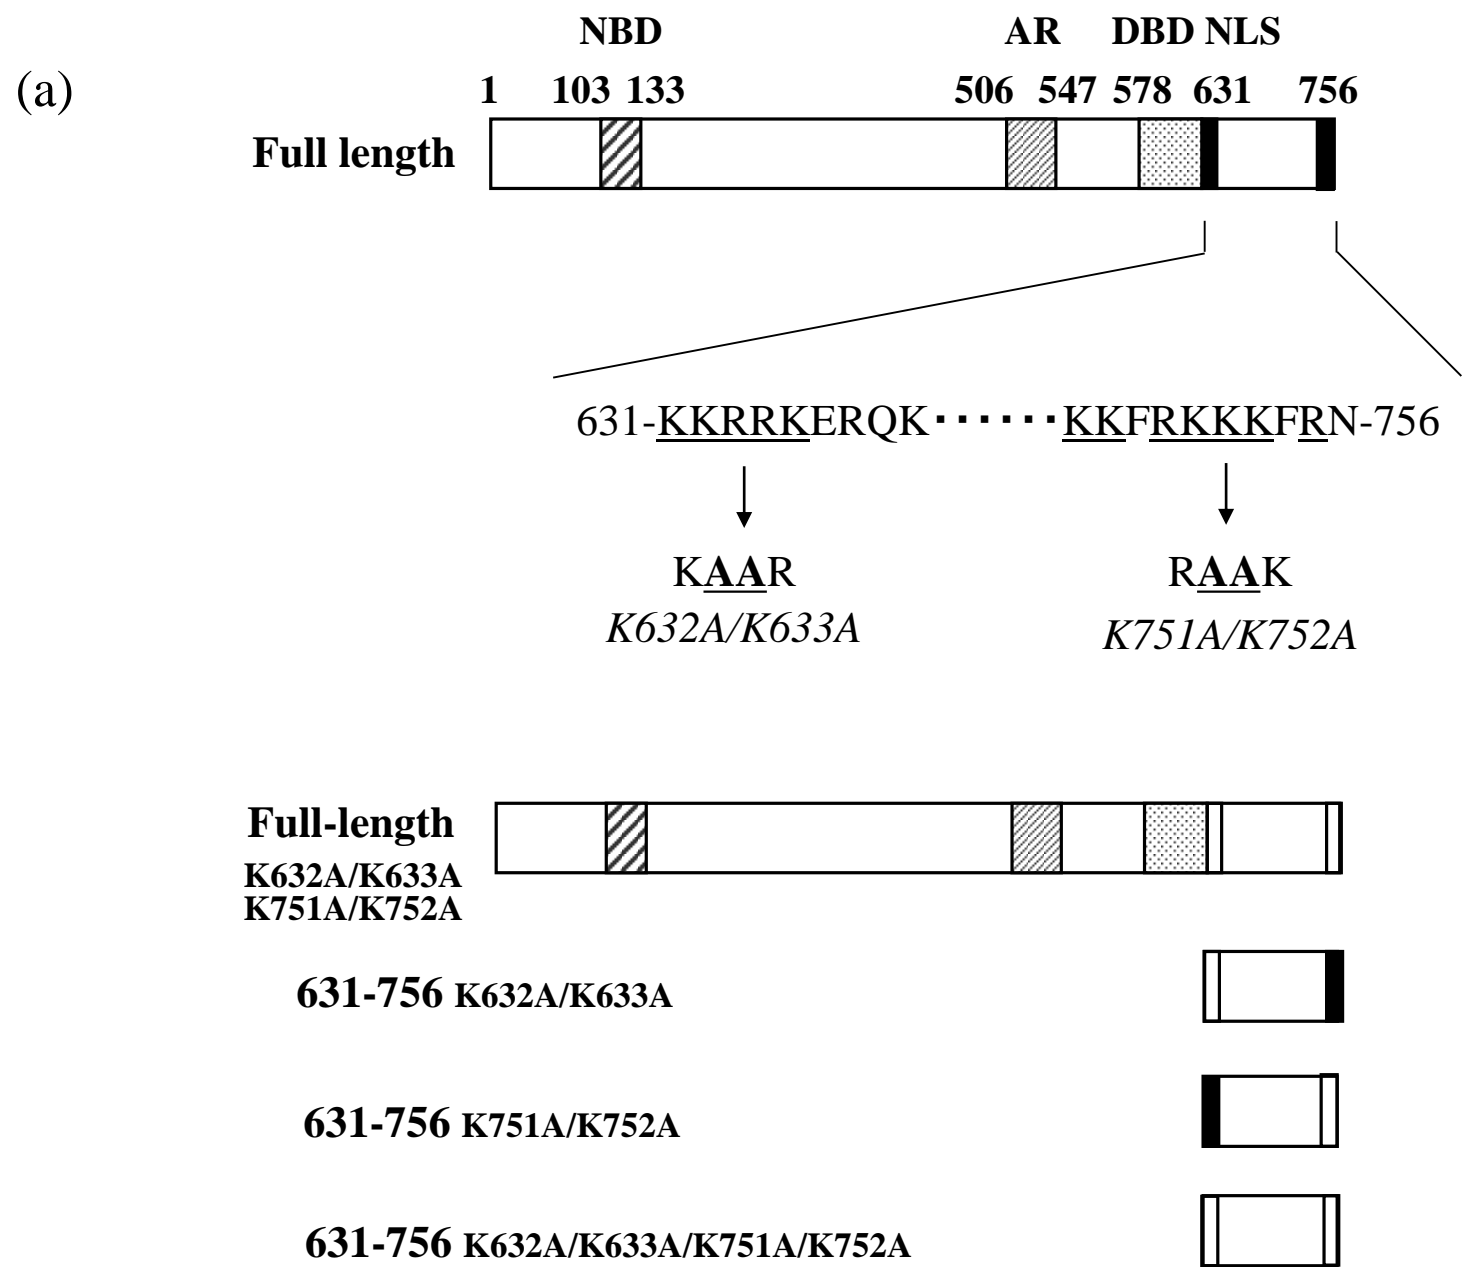 NBD AR DBD NLS
(a) 1 103 133 506 547 578 631 756
Full length
631-KKRRKERQK······KKFRKKKFRN-756
KAAR RAAK
K632A/K633A K751A/K752A
Full-length
K632A/K633A
K751A/K752A
631-756 K632A/K633A
631-756 K751A/K752A
631-756 K632A/K633A/K751A/K752A